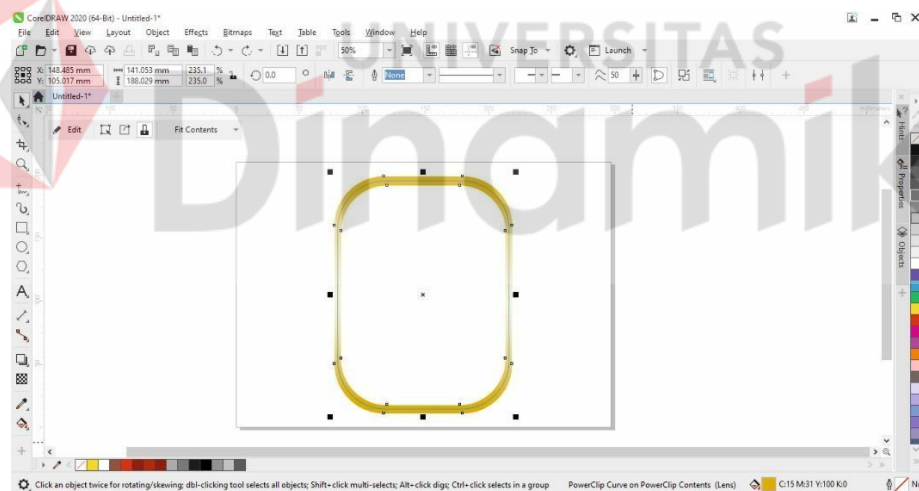 CorelDRAW 2020 (64-Bit) - Untitled-1*
File Edit View Layout Object Effects Bitmaps Text Table Tools Window Help
50% Snap To Launch
X: 148.485 mm 141.053 mm 235.1 % 0.0 None 50
Y: 105.017 mm 188.029 mm 235.0 %
Untitled-1*
Edit Fit Contents
UNIVERSITAS
Dinamik
Hints
Properties
Objects
Click an object twice for rotating/skewing; dbl-clicking tool selects all objects; Shift+click multi-selects; Alt+click digs; Ctrl+click selects in a group PowerClip Curve on PowerClip Contents (Lens) C:15 M:31 Y:100 K:0